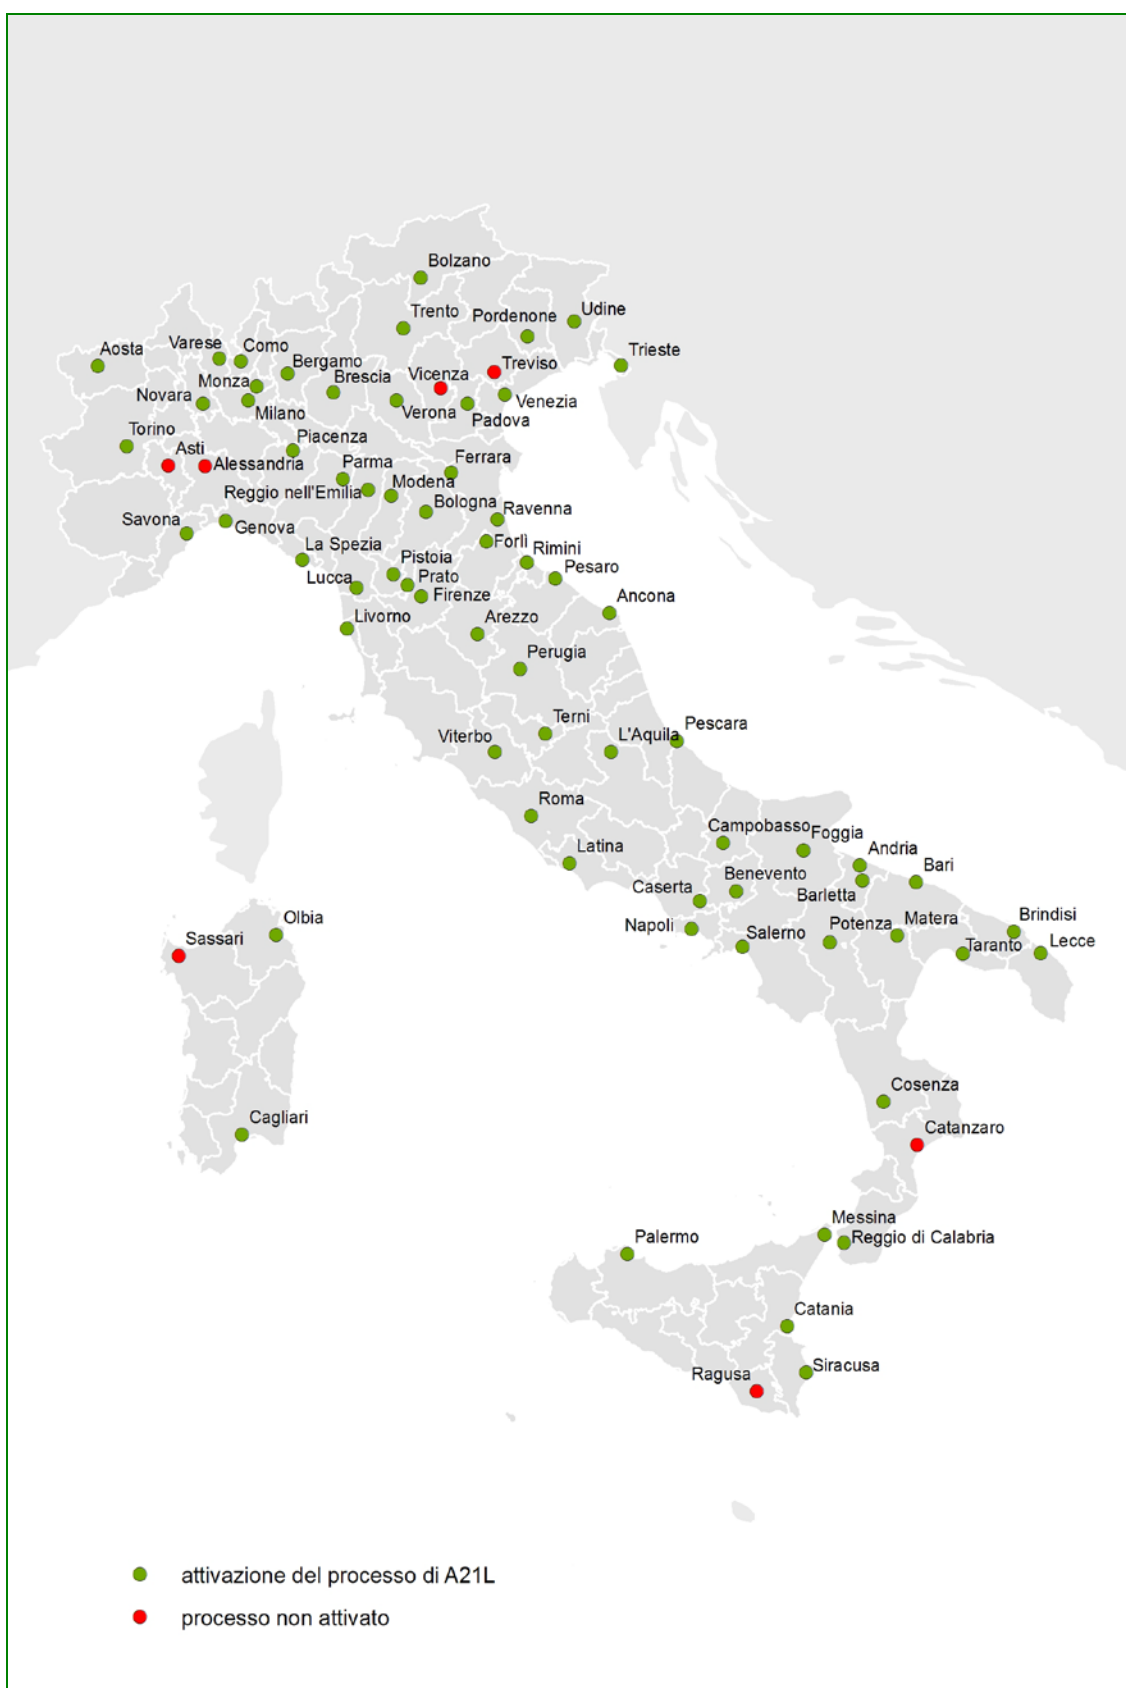 Bolzano
Trento
Pordenone
Udine
Aosta
Varese
Como
Bergamo
Treviso
Trieste
Monza
Brescia
Vicenza
Novara
Milano
Verona
Padova
Venezia
Torino
Asti
Piacenza
Alessandria
Parma
Ferrara
Reggio nell'Emilia
Modena
Bologna
Ravenna
Savona
Genova
La Spezia
Forlì
Rimini
Pistoia
Pesaro
Lucca
Prato
Firenze
Ancona
Livorno
Arezzo
Perugia
Terni
Viterbo
L'Aquila
Pescara
Roma
Latina
Campobasso
Foggia
Andria
Bari
Benevento
Caserta
Barletta
Napoli
Salerno
Potenza
Matera
Taranto
Brindisi
Lecce
Olbia
Sassari
Cagliari
Cosenza
Catanzaro
Messina
Reggio di Calabria
Palermo
Catania
Siracusa
Ragusa
attivazione del processo di A21L
processo non attivato